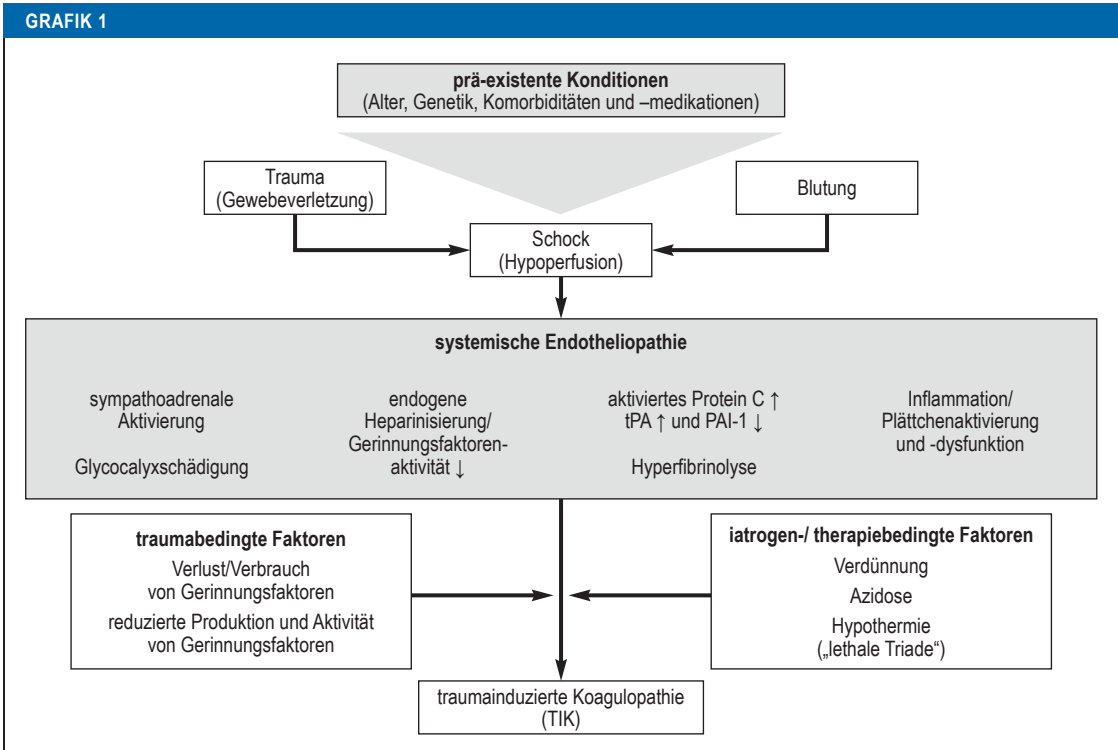 GRAFIK 1
prä-existente Konditionen
(Alter, Genetik, Komorbiditäten und –medikationen)
Trauma
(Gewebeverletzung)
Blutung
Schock
(Hypoperfusion)
systemische Endotheliopathie
sympathoadrenale
Aktivierung
Glycocalyxschädigung
endogene
Heparinisierung/
Gerinnungsfaktoren-
aktivität ↓
aktiviertes Protein C ↑
tPA ↑ und PAI-1 ↓
Hyperfibrinolyse
Inflammation/
Plättchenaktivierung
und -dysfunktion
traumabedingte Faktoren
Verlust/Verbrauch
von Gerinnungsfaktoren
reduzierte Produktion und Aktivität
von Gerinnungsfaktoren
iatrogen-/ therapiebedingte Faktoren
Verdünnung
Azidose
Hypothermie
(„lethale Triade“)
traumainduzierte Koagulopathie
(TIK)